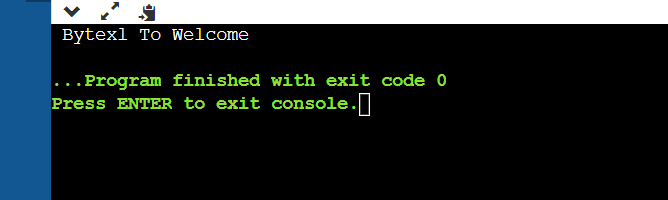 Bytexl To Welcome
...Program finished with exit code 0
Press ENTER to exit console.